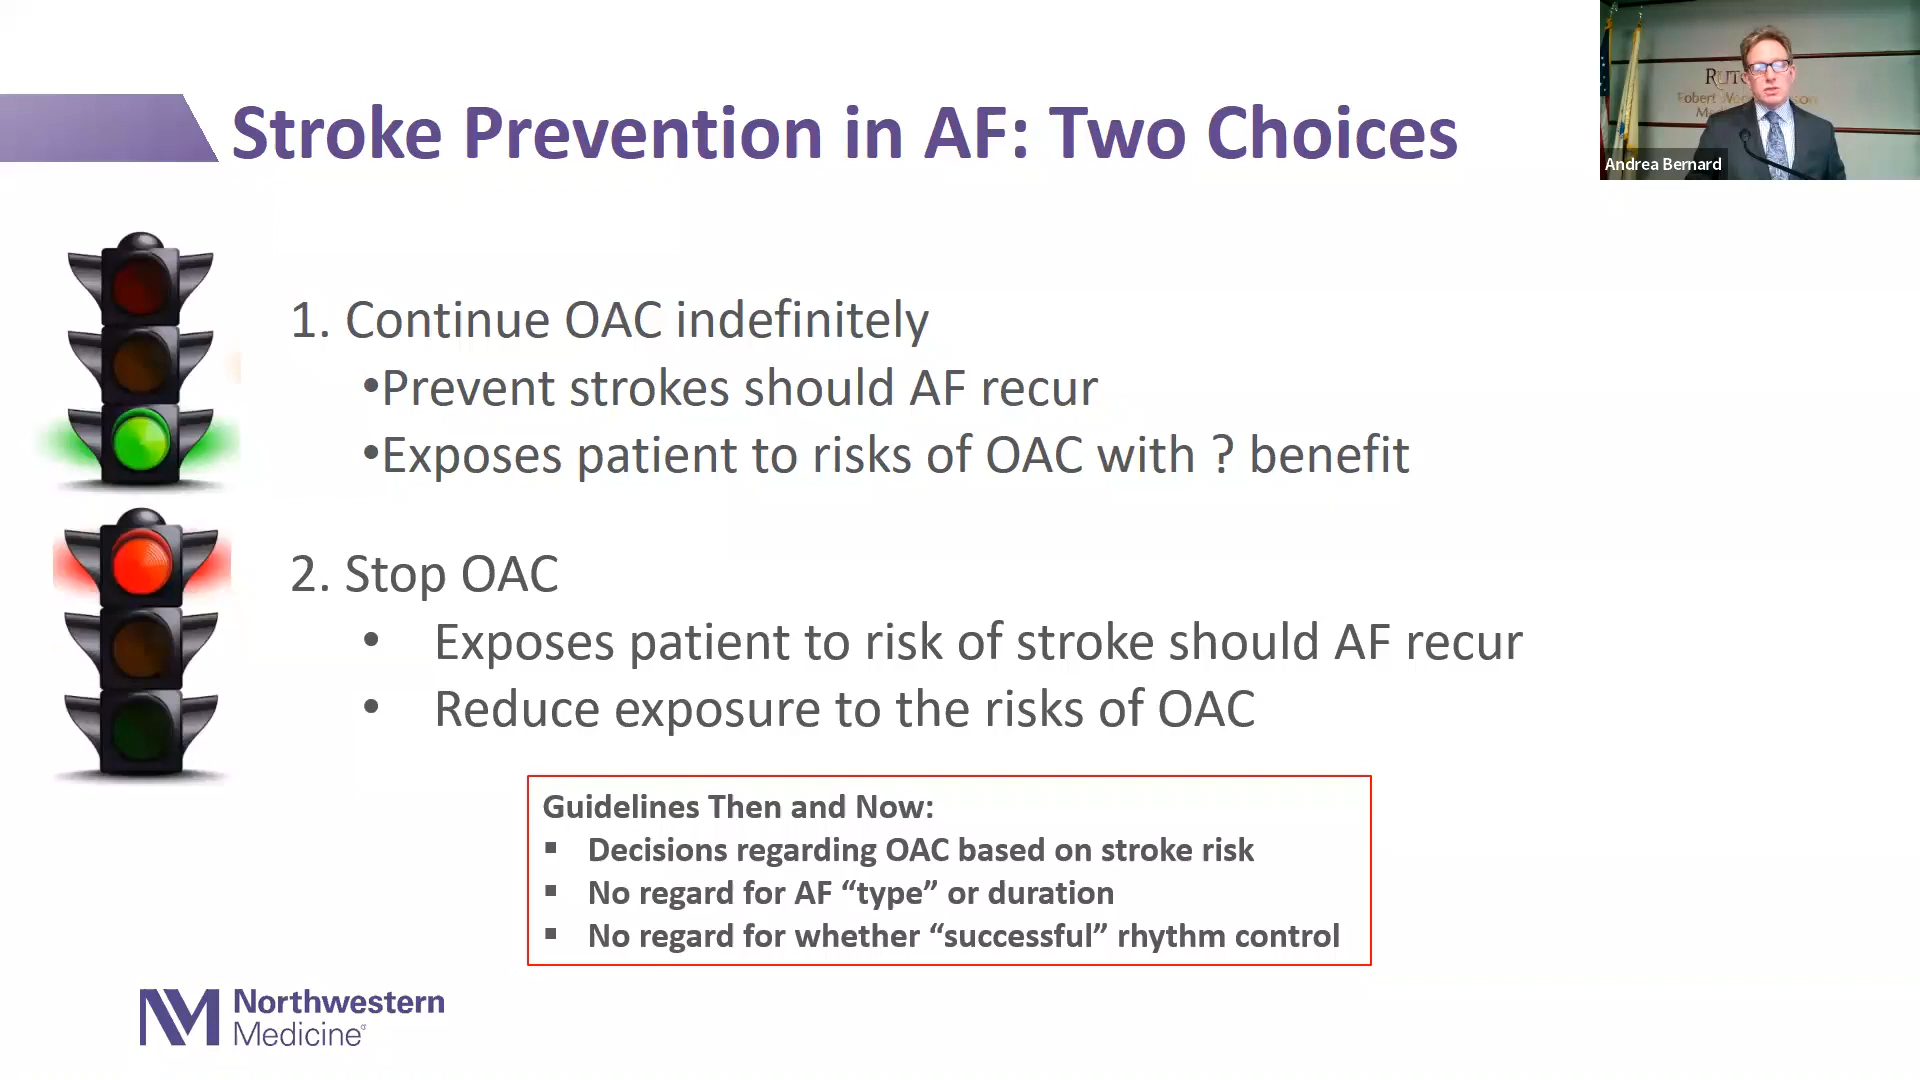 Stroke Prevention in AF: Two Choices
Andrea Bernard
1. Continue OAC indefinitely
•Prevent strokes should AF recur
•Exposes patient to risks of OAC with ? benefit
2. Stop OAC
• Exposes patient to risk of stroke should AF recur
• Reduce exposure to the risks of OAC
Guidelines Then and Now:
▪ Decisions regarding OAC based on stroke risk
▪ No regard for AF “type” or duration
▪ No regard for whether “successful” rhythm control
NM Northwestern
Medicine